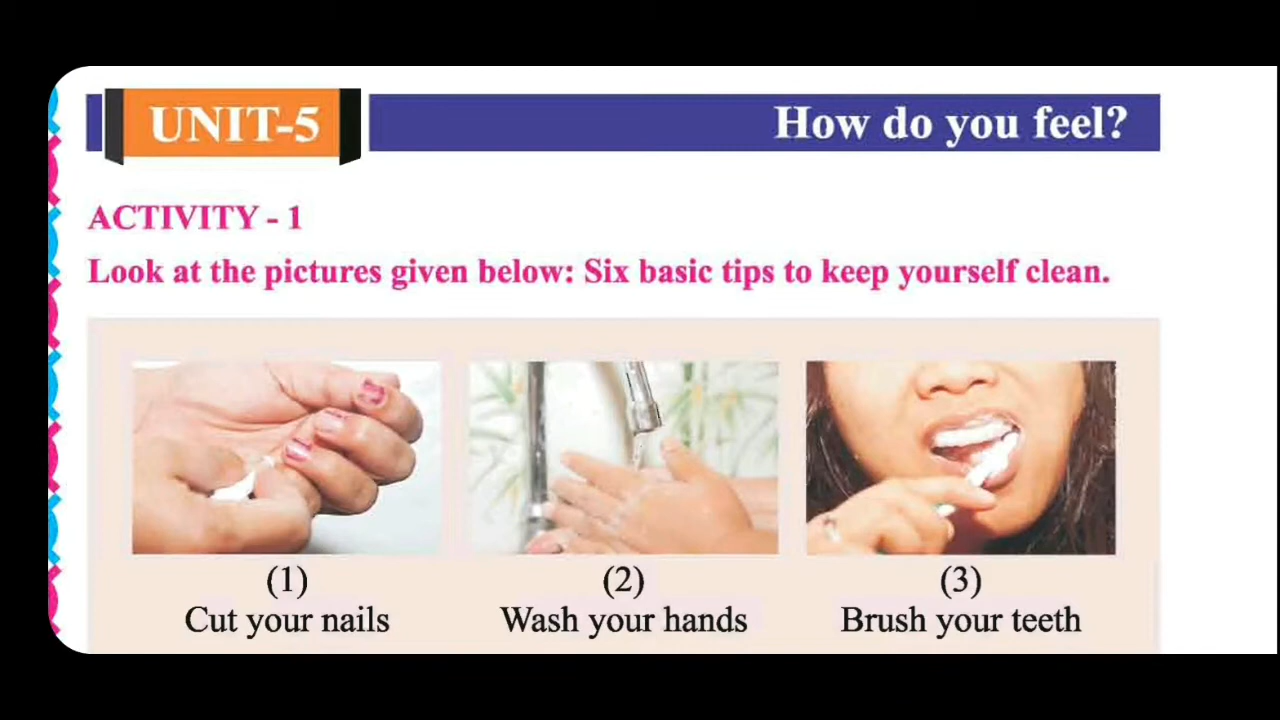 UNIT-5
How do you feel?
ACTIVITY - 1
Look at the pictures given below: Six basic tips to keep yourself clean.
(1)
Cut your nails
(2)
Wash your hands
(3)
Brush your teeth